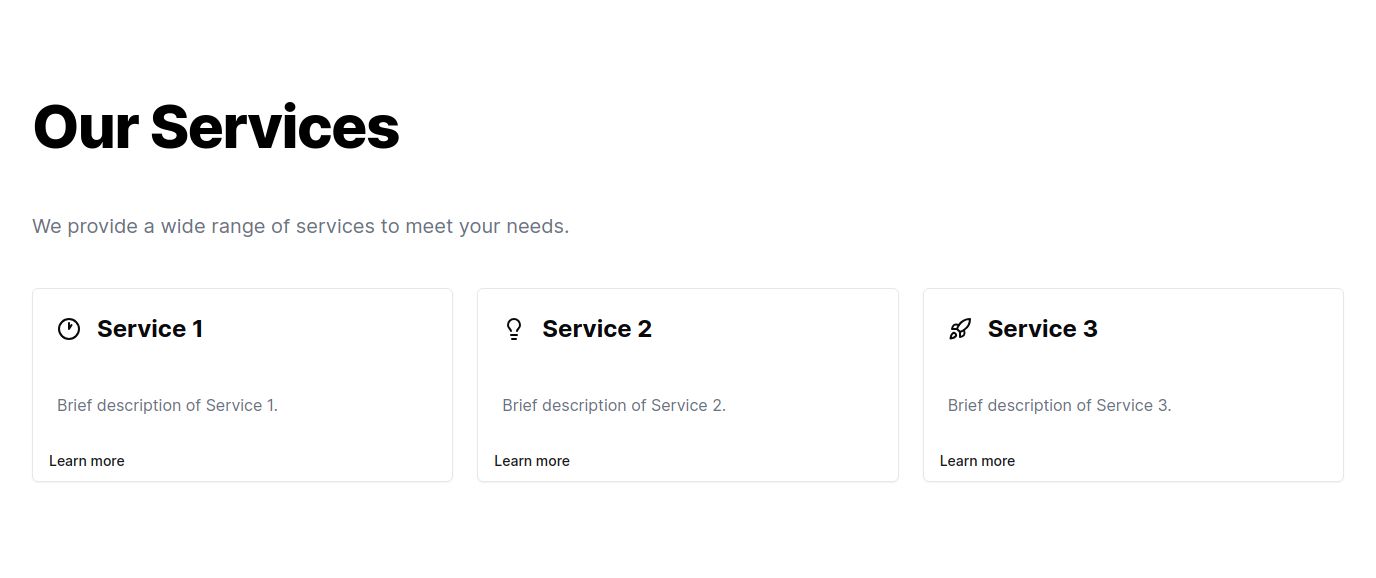 Our Services
We provide a wide range of services to meet your needs.
Service 1
Brief description of Service 1.
Learn more
Service 2
Brief description of Service 2.
Learn more
Service 3
Brief description of Service 3.
Learn more